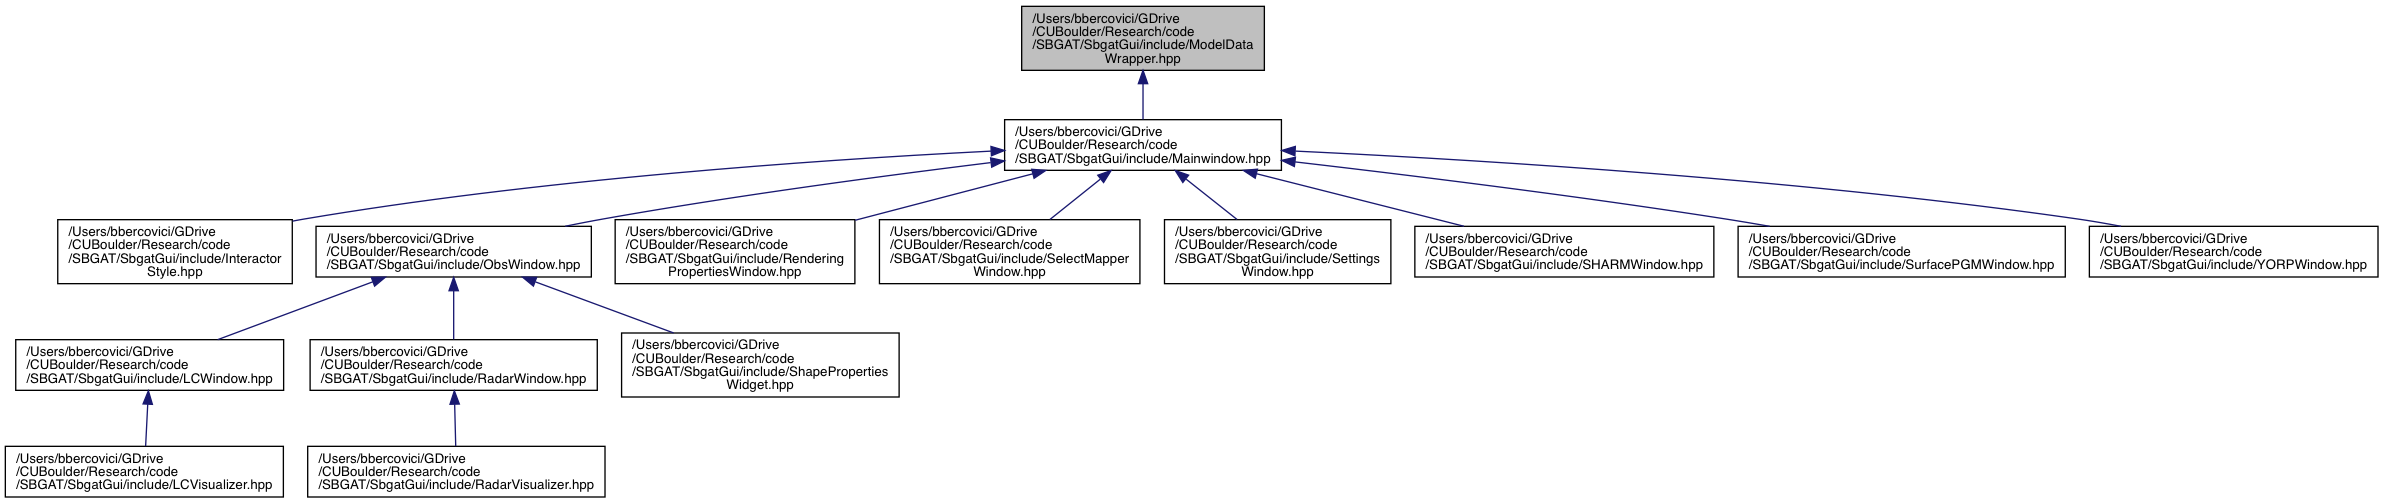 /Users/bbercovici/GDrive
/CUBoulder/Research/code
/SBGAT/SbgatGui/include/ModelData
Wrapper.hpp
/Users/bbercovici/GDrive
/CUBoulder/Research/code
/SBGAT/SbgatGui/include/Mainwindow.hpp
/Users/bbercovici/GDrive
/CUBoulder/Research/code
/SBGAT/SbgatGui/include/Interactor
Style.hpp
/Users/bbercovici/GDrive
/CUBoulder/Research/code
/SBGAT/SbgatGui/include/ObsWindow.hpp
/Users/bbercovici/GDrive
/CUBoulder/Research/code
/SBGAT/SbgatGui/include/Rendering
PropertiesWindow.hpp
/Users/bbercovici/GDrive
/CUBoulder/Research/code
/SBGAT/SbgatGui/include/SelectMapper
Window.hpp
/Users/bbercovici/GDrive
/CUBoulder/Research/code
/SBGAT/SbgatGui/include/Settings
Window.hpp
/Users/bbercovici/GDrive
/CUBoulder/Research/code
/SBGAT/SbgatGui/include/SHARMWindow.hpp
/Users/bbercovici/GDrive
/CUBoulder/Research/code
/SBGAT/SbgatGui/include/SurfacePGMWindow.hpp
/Users/bbercovici/GDrive
/CUBoulder/Research/code
/SBGAT/SbgatGui/include/YORPWindow.hpp
/Users/bbercovici/GDrive
/CUBoulder/Research/code
/SBGAT/SbgatGui/include/LCWindow.hpp
/Users/bbercovici/GDrive
/CUBoulder/Research/code
/SBGAT/SbgatGui/include/RadarWindow.hpp
/Users/bbercovici/GDrive
/CUBoulder/Research/code
/SBGAT/SbgatGui/include/ShapeProperties
Widget.hpp
/Users/bbercovici/GDrive
/CUBoulder/Research/code
/SBGAT/SbgatGui/include/LCVisualizer.hpp
/Users/bbercovici/GDrive
/CUBoulder/Research/code
/SBGAT/SbgatGui/include/RadarVisualizer.hpp